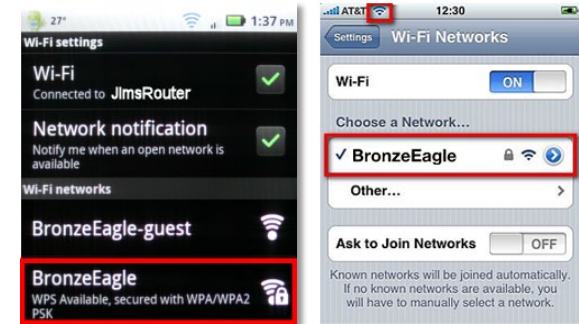 27°
1:37 PM
Wi-Fi settings
Wi-Fi
Connected to JimsRouter
Network notification
Notify me when an open network is
available
Wi-Fi networks
BronzeEagle-guest
BronzeEagle
WPS Available, secured with WPA/WPA2
PSK
AT&T
12:30
Settings
Wi-Fi Networks
Wi-Fi
ON
Choose a Network...
BronzeEagle
Other...
Ask to Join Networks
OFF
Known networks will be joined automatically.
If no known networks are available, you
will have to manually select a network.